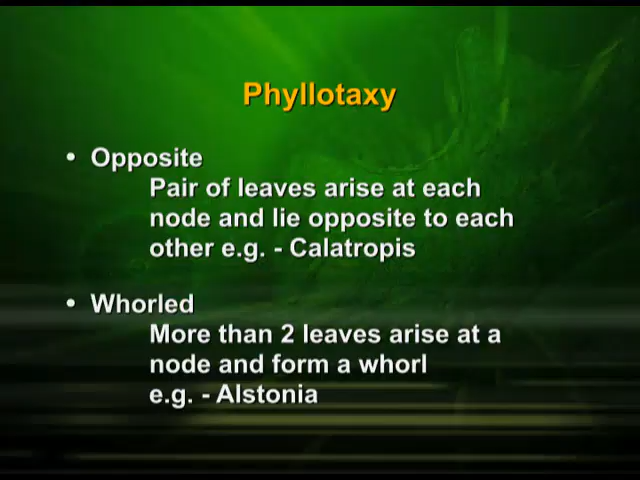 Phyllotaxy
• Opposite
Pair of leaves arise at each
node and lie opposite to each
other e.g. - Calatropis
• Whorled
More than 2 leaves arise at a
node and form a whorl
e.g. - Alstonia